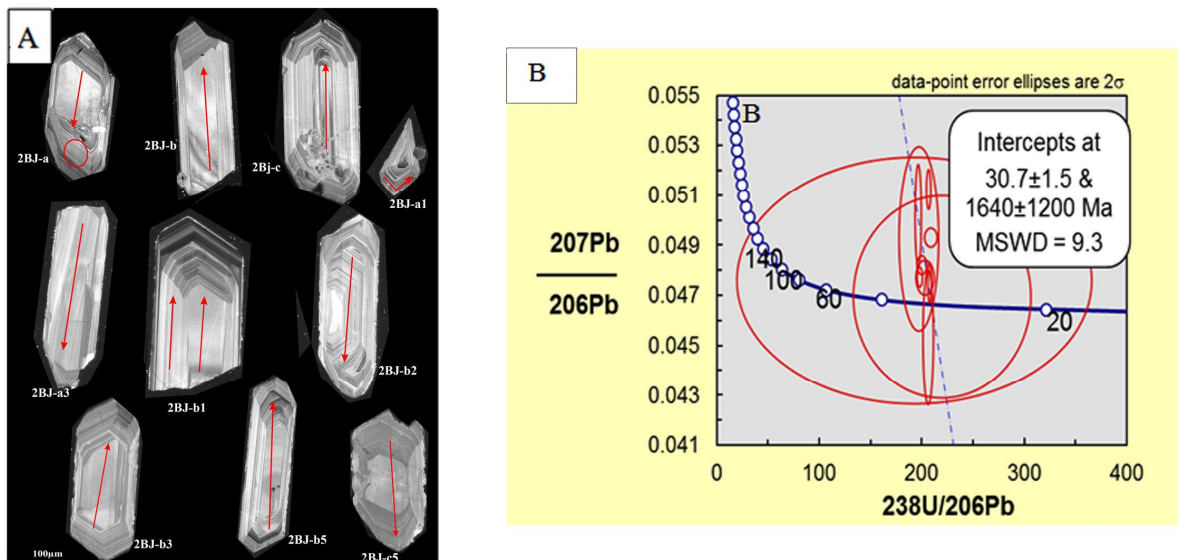 A
2BJ-a
2BJ-b
2Bj-c
2BJ-a1
2BJ-a3
2BJ-b1
2BJ-b2
2BJ-b3
2BJ-b5
2BJ-c5
100µm
B
data-point error ellipses are 2σ
B
Intercepts at
30.7±1.5 &
1640±1200 Ma
MSWD = 9.3
0.055
0.053
0.051
0.049
0.047
0.045
0.043
0.041
207Pb
206Pb
140
100
60
20
0
100
200
300
400
238U/206Pb